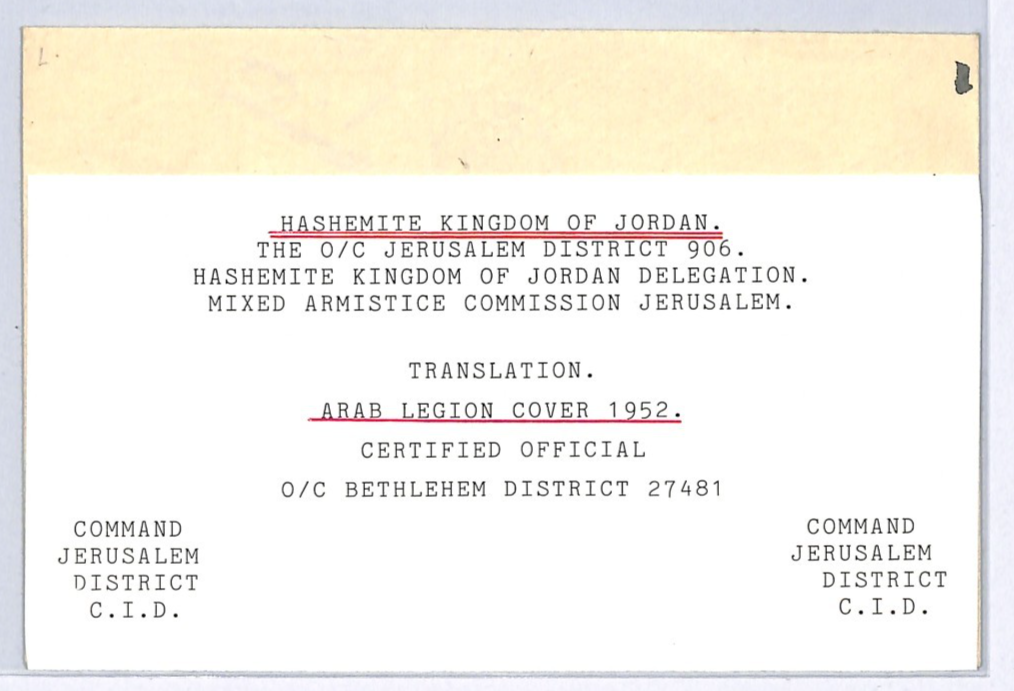 L.
HASHEMITE KINGDOM OF JORDAN.
THE O/C JERUSALEM DISTRICT 906.
HASHEMITE KINGDOM OF JORDAN DELEGATION.
MIXED ARMISTICE COMMISSION JERUSALEM.
TRANSLATION.
ARAB LEGION COVER 1952.
CERTIFIED OFFICIAL
O/C BETHLEHEM DISTRICT 27481
COMMAND
JERUSALEM
DISTRICT
C.I.D.
COMMAND
JERUSALEM
DISTRICT
C.I.D.